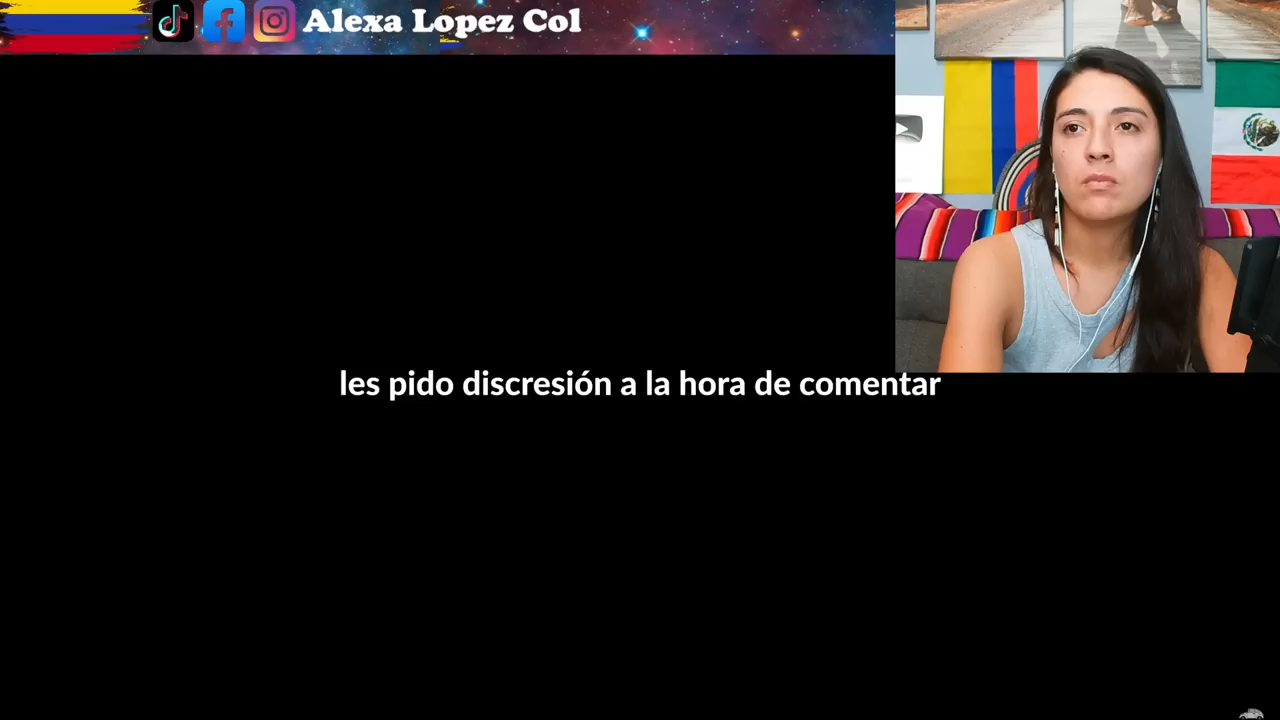 Alexa Lopez Col
les pido discresión a la hora de comentar